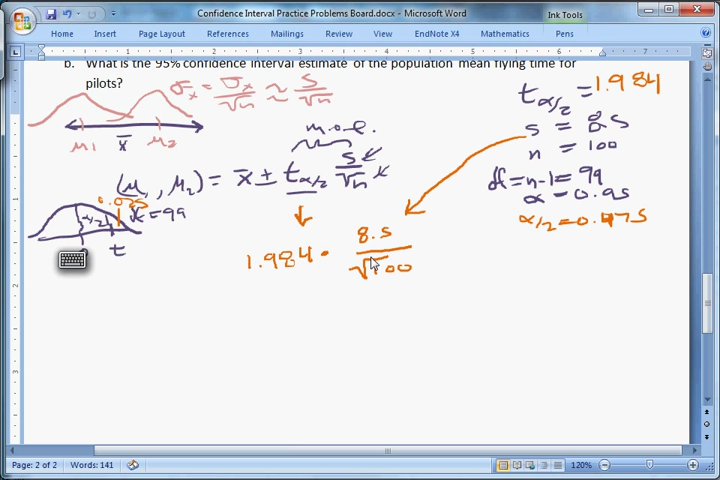 Confidence Interval Practice Problems Board.docx - Microsoft Word
Ink Tools
Home Insert Page Layout References Mailings Review View EndNote X4 Mathematics Pens
b. What is the 95% confidence interval estimate of the population mean flying time for
pilots?
σx̄ = σx/√n ≈ s/√n
μ1 x̄ μ2
m.o.e.
(μ1, μ2) = x̄ ± tα/2 s/√n
0.025
α/2
df = 99
t
1.984 · 8.5/√100
tα/2 = 1.984
s = 8.5
n = 100
df = n-1 = 99
α = 0.95
α/2 = 0.475
Page: 2 of 2 Words: 141 120%